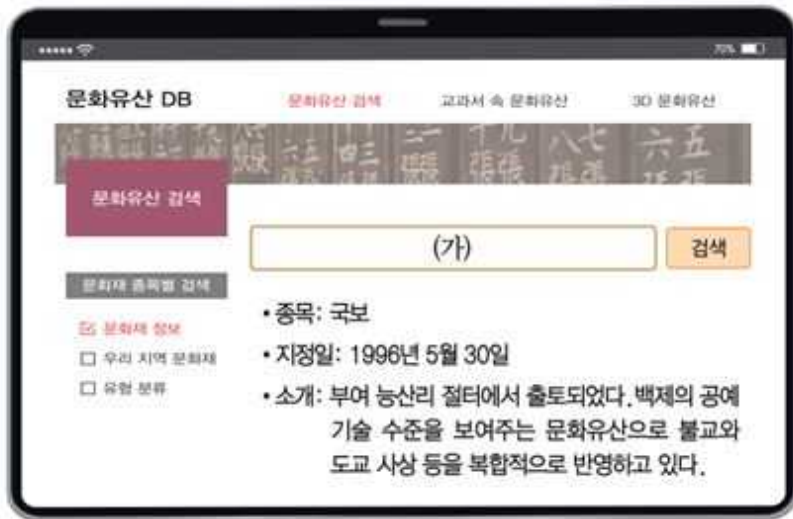 70%
문화유산 DB 문화유산 검색 교과서 속 문화유산 3D 문화유산
문화유산 검색
(가) 검색
문화재 종목별 검색
문화재 정보
우리 지역 문화재
유형 분류
• 종목: 국보
• 지정일: 1996년 5월 30일
• 소개: 부여 능산리 절터에서 출토되었다. 백제의 공예
기술 수준을 보여주는 문화유산으로 불교와
도교 사상 등을 복합적으로 반영하고 있다.